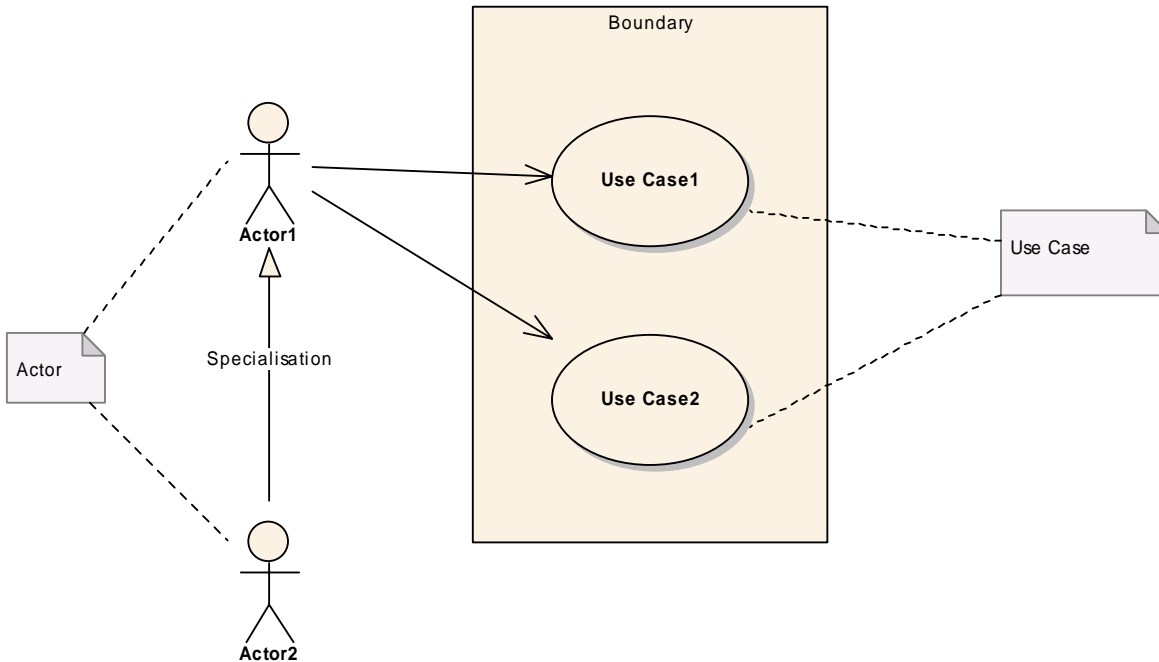 Boundary
Use Case1
Actor1
Use Case
Specialisation
Actor
Use Case2
Actor2